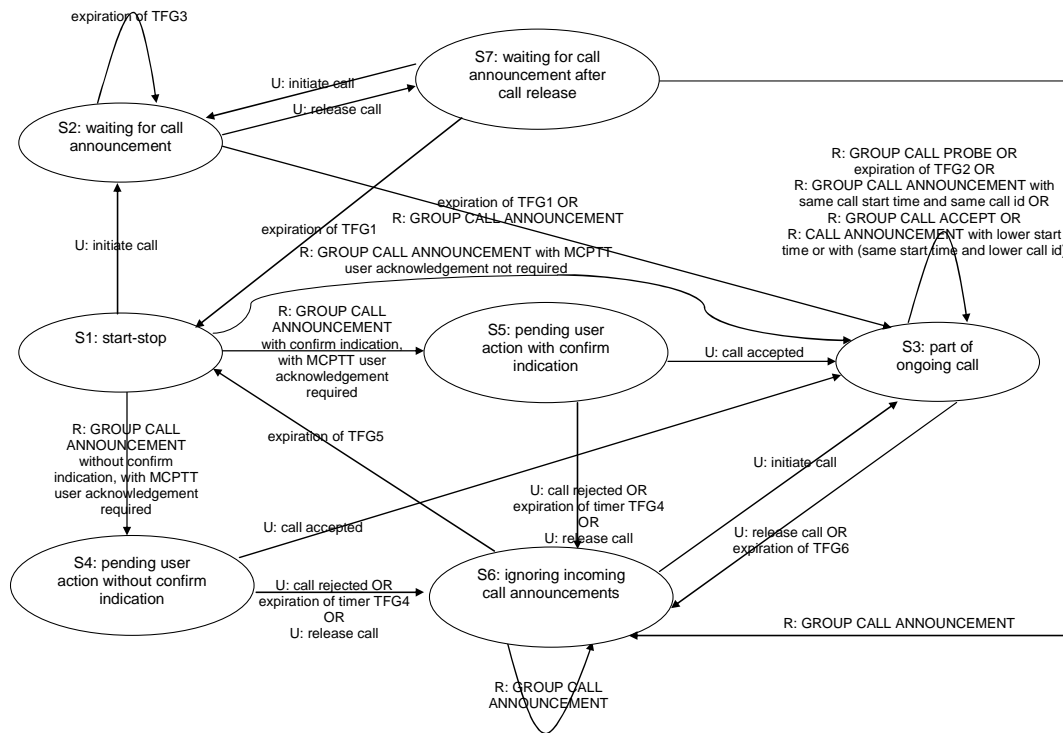 expiration of TFG3
S7: waiting for call
announcement after
call release
U: initiate call
U: release call
S2: waiting for call
announcement
R: GROUP CALL PROBE OR
expiration of TFG2 OR
R: GROUP CALL ANNOUNCEMENT with
same call start time and same call id OR
R: GROUP CALL ACCEPT OR
R: CALL ANNOUNCEMENT with lower start
time or with (same start time and lower call id)
expiration of TFG1 OR
R: GROUP CALL ANNOUNCEMENT
expiration of TFG1
U: initiate call
R: GROUP CALL ANNOUNCEMENT with MCPTT
user acknowledgement not required
S1: start-stop
R: GROUP CALL
ANNOUNCEMENT
with confirm indication,
with MCPTT user
acknowledgement
required
S5: pending user
action with confirm
indication
U: call accepted
S3: part of
ongoing call
R: GROUP CALL
ANNOUNCEMENT
without confirm
indication, with MCPTT
user acknowledgement
required
expiration of TFG5
U: initiate call
U: call rejected OR
expiration of timer TFG4
OR
U: release call
U: call accepted
U: release call OR
expiration of TFG6
S4: pending user
action without confirm
indication
U: call rejected OR
expiration of timer TFG4
OR
U: release call
S6: ignoring incoming
call announcements
R: GROUP CALL ANNOUNCEMENT
R: GROUP CALL
ANNOUNCEMENT